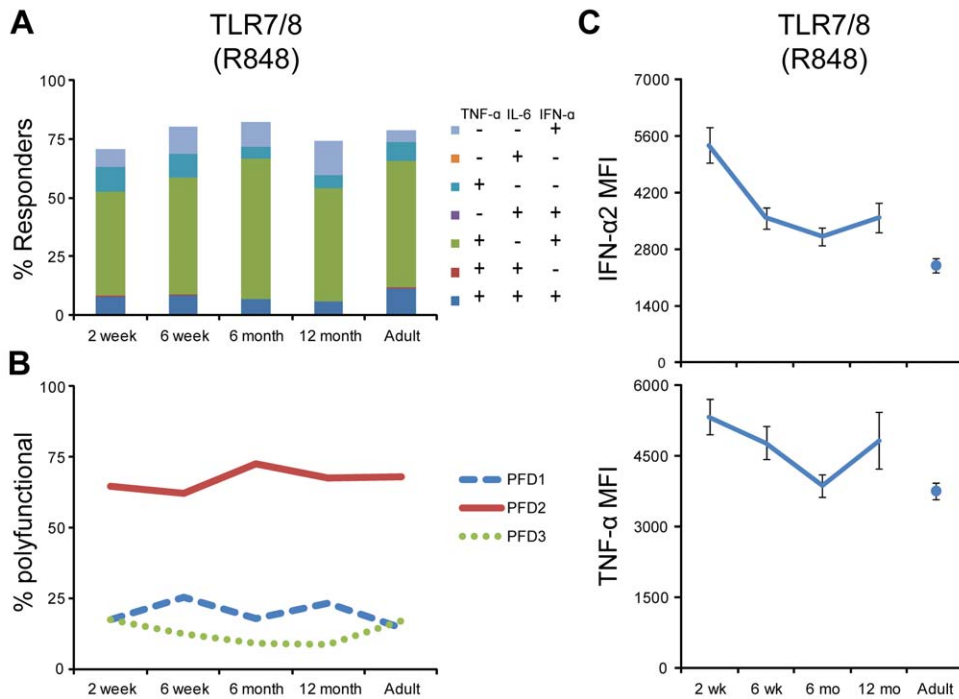 A
TLR7/8
(R848)
% Responders
100
75
50
25
0
2 week
6 week
6 month
12 month
Adult
TNF-α IL-6 IFN-α
- - +
- + -
+ - -
- + +
+ - +
+ + -
+ + +
B
% polyfunctional
100
75
50
25
0
2 week
6 week
6 month
12 month
Adult
PFD1
PFD2
PFD3
C
TLR7/8
(R848)
IFN-α2 MFI
7000
5600
4200
2800
1400
0
TNF-α MFI
6000
4500
3000
1500
0
2 wk
6 wk
6 mo
12 mo
Adult